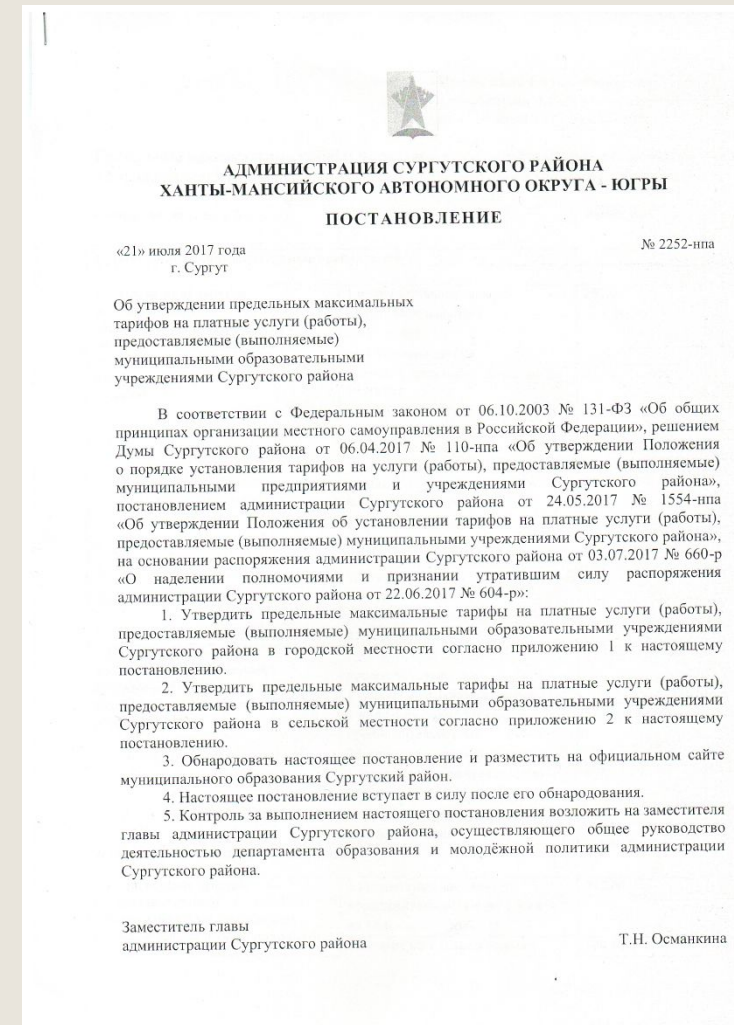 АДМИНИСТРАЦИЯ СУРГУТСКОГО РАЙОНА
ХАНТЫ-МАНСИЙСКОГО АВТОНОМНОГО ОКРУГА - ЮГРЫ
ПОСТАНОВЛЕНИЕ
«21» июля 2017 года № 2252-нпа
г. Сургут
Об утверждении предельных максимальных
тарифов на платные услуги (работы),
предоставляемые (выполняемые)
муниципальными образовательными
учреждениями Сургутского района
В соответствии с Федеральным законом от 06.10.2003 № 131-ФЗ «Об общих
принципах организации местного самоуправления в Российской Федерации», решением
Думы Сургутского района от 06.04.2017 № 110-нпа «Об утверждении Положения
о порядке установления тарифов на услуги (работы), предоставляемые (выполняемые)
муниципальными предприятиями и учреждениями Сургутского района»,
постановлением администрации Сургутского района от 24.05.2017 № 1554-нпа
«Об утверждении Положения об установлении тарифов на платные услуги (работы),
предоставляемые (выполняемые) муниципальными учреждениями Сургутского района»,
на основании распоряжения администрации Сургутского района от 03.07.2017 № 660-р
«О наделении полномочиями и признании утратившим силу распоряжения
администрации Сургутского района от 22.06.2017 № 604-р»:
1. Утвердить предельные максимальные тарифы на платные услуги (работы),
предоставляемые (выполняемые) муниципальными образовательными учреждениями
Сургутского района в городской местности согласно приложению 1 к настоящему
постановлению.
2. Утвердить предельные максимальные тарифы на платные услуги (работы),
предоставляемые (выполняемые) муниципальными образовательными учреждениями
Сургутского района в сельской местности согласно приложению 2 к настоящему
постановлению.
3. Обнародовать настоящее постановление и разместить на официальном сайте
муниципального образования Сургутский район.
4. Настоящее постановление вступает в силу после его обнародования.
5. Контроль за выполнением настоящего постановления возложить на заместителя
главы администрации Сургутского района, осуществляющего общее руководство
деятельностью департамента образования и молодёжной политики администрации
Сургутского района.
Заместитель главы
администрации Сургутского района Т.Н. Османкина